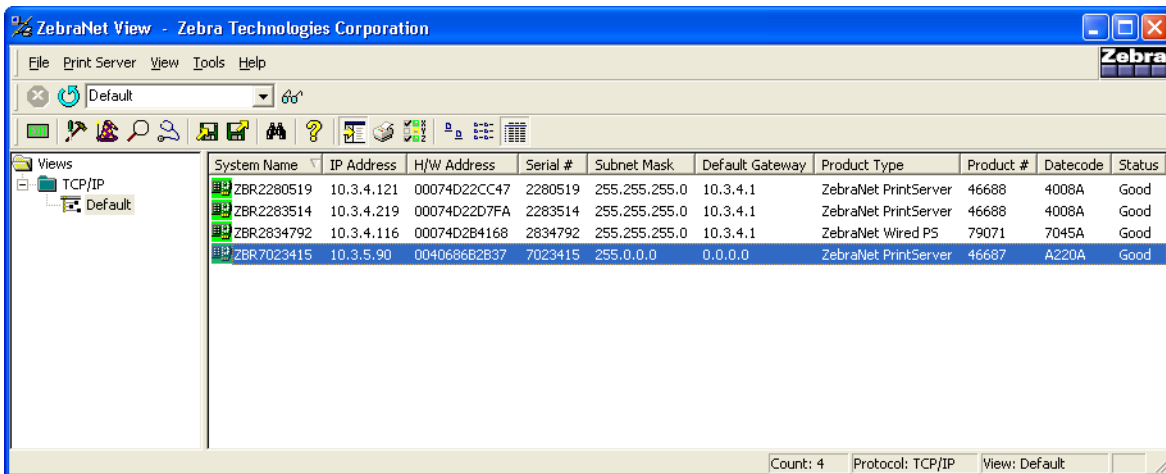 ZebraNet View - Zebra Technologies Corporation
File Print Server View Tools Help
Zebra
Default
Views
TCP/IP
Default
System Name IP Address H/W Address Serial # Subnet Mask Default Gateway Product Type Product # Datecode Status
ZBR2280519 10.3.4.121 00074D22CC47 2280519 255.255.255.0 10.3.4.1 ZebraNet PrintServer 46688 4008A Good
ZBR2283514 10.3.4.219 00074D22D7FA 2283514 255.255.255.0 10.3.4.1 ZebraNet PrintServer 46688 4008A Good
ZBR2834792 10.3.4.116 00074D2B4168 2834792 255.255.255.0 10.3.4.1 ZebraNet Wired PS 79071 7045A Good
ZBR7023415 10.3.5.90 0040686B2B37 7023415 255.0.0.0 0.0.0.0 ZebraNet PrintServer 46687 A220A Good
Count: 4 Protocol: TCP/IP View: Default